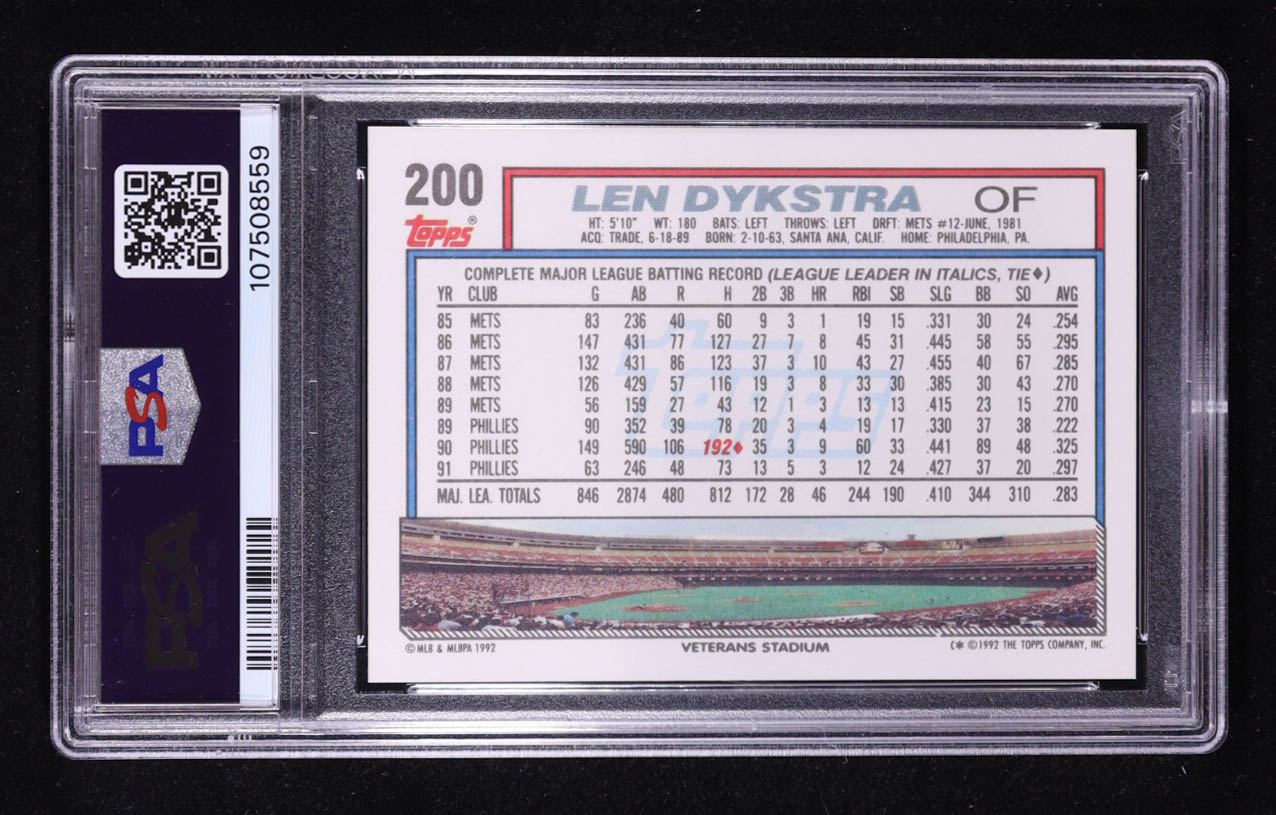 107508559
PSA
PSA
200
Topps®
LEN DYKSTRA OF
HT: 5'10" WT: 180 BATS: LEFT THROWS: LEFT DRFT: METS #12-JUNE, 1981
ACQ: TRADE, 6-18-89 BORN: 2-10-63, SANTA ANA, CALIF. HOME: PHILADELPHIA, PA.
COMPLETE MAJOR LEAGUE BATTING RECORD (LEAGUE LEADER IN ITALICS, TIE♦)
YR CLUB G AB R H 2B 3B HR RBI SB SLG BB SO AVG
85 METS 83 236 40 60 9 3 1 19 15 .331 30 24 .254
86 METS 147 431 77 127 27 7 8 45 31 .445 58 55 .295
87 METS 132 431 86 123 37 3 10 43 27 .455 40 67 .285
88 METS 126 429 57 116 19 3 8 33 30 .385 30 43 .270
89 METS 56 159 27 43 12 1 3 13 13 .415 23 15 .270
89 PHILLIES 90 352 39 78 20 3 4 19 17 .330 37 38 .222
90 PHILLIES 149 590 106 192♦ 35 3 9 60 33 .441 89 48 .325
91 PHILLIES 63 246 48 73 13 5 3 12 24 .427 37 20 .297
MAJ. LEA. TOTALS 846 2874 480 812 172 28 46 244 190 .410 344 310 .283
Topps
© MLB & MLBPA 1992 VETERANS STADIUM C* © 1992 THE TOPPS COMPANY, INC.